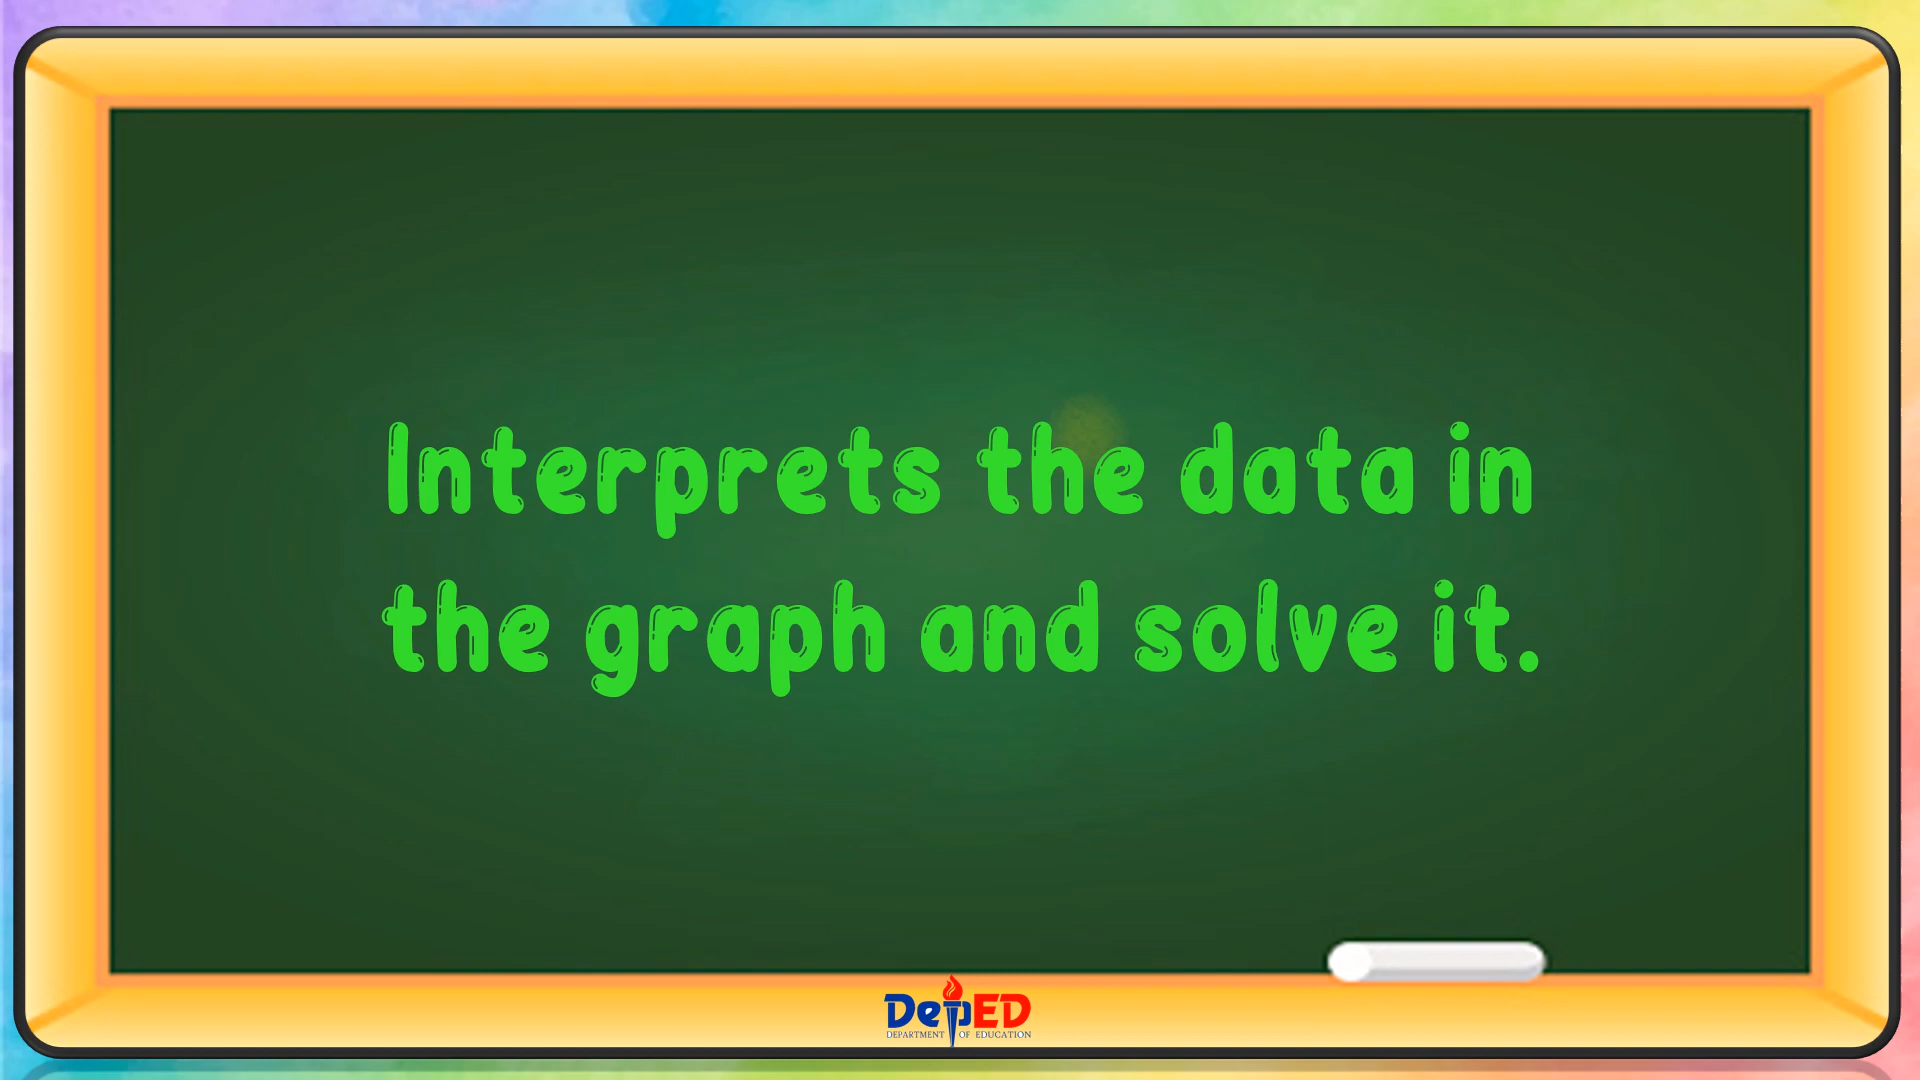 Interprets the data in
the graph and solve it.
DepED
DEPARTMENT OF EDUCATION